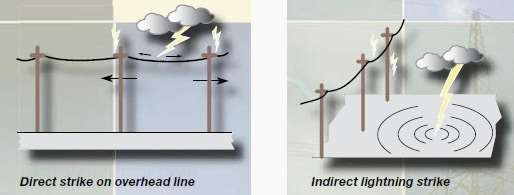 Direct strike on overhead line
Indirect lightning strike